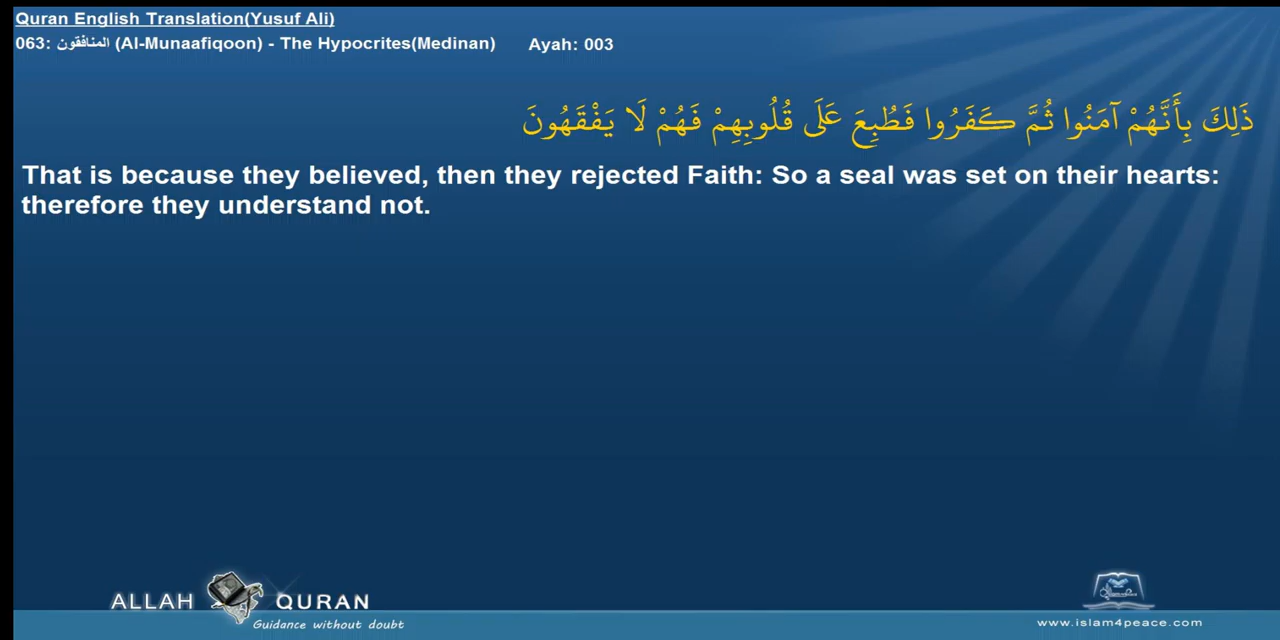 Quran English Translation(Yusuf Ali)
063: المنافقون (Al-Munaafiqoon) - The Hypocrites(Medinan) Ayah: 003
ذَلِكَ بِأَنَّهُمْ آمَنُوا ثُمَّ كَفَرُوا فَطُبِعَ عَلَى قُلُوبِهِمْ فَهُمْ لَا يَفْقَهُونَ
That is because they believed, then they rejected Faith: So a seal was set on their hearts:
therefore they understand not.
ALLAH QURAN
Guidance without doubt
www.islam4peace.com